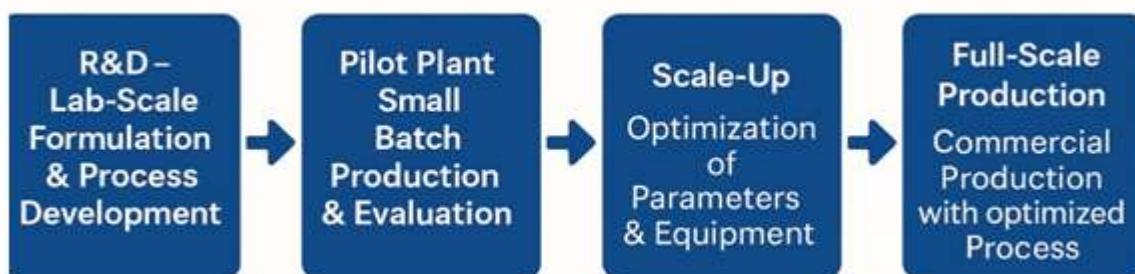 R&D –
Lab-Scale
Formulation
& Process
Development
Pilot Plant
Small
Batch
Production
& Evaluation
Scale-Up
Optimization
of
Parameters
& Equipment
Full-Scale
Production
Commercial
Production
with optimized
Process